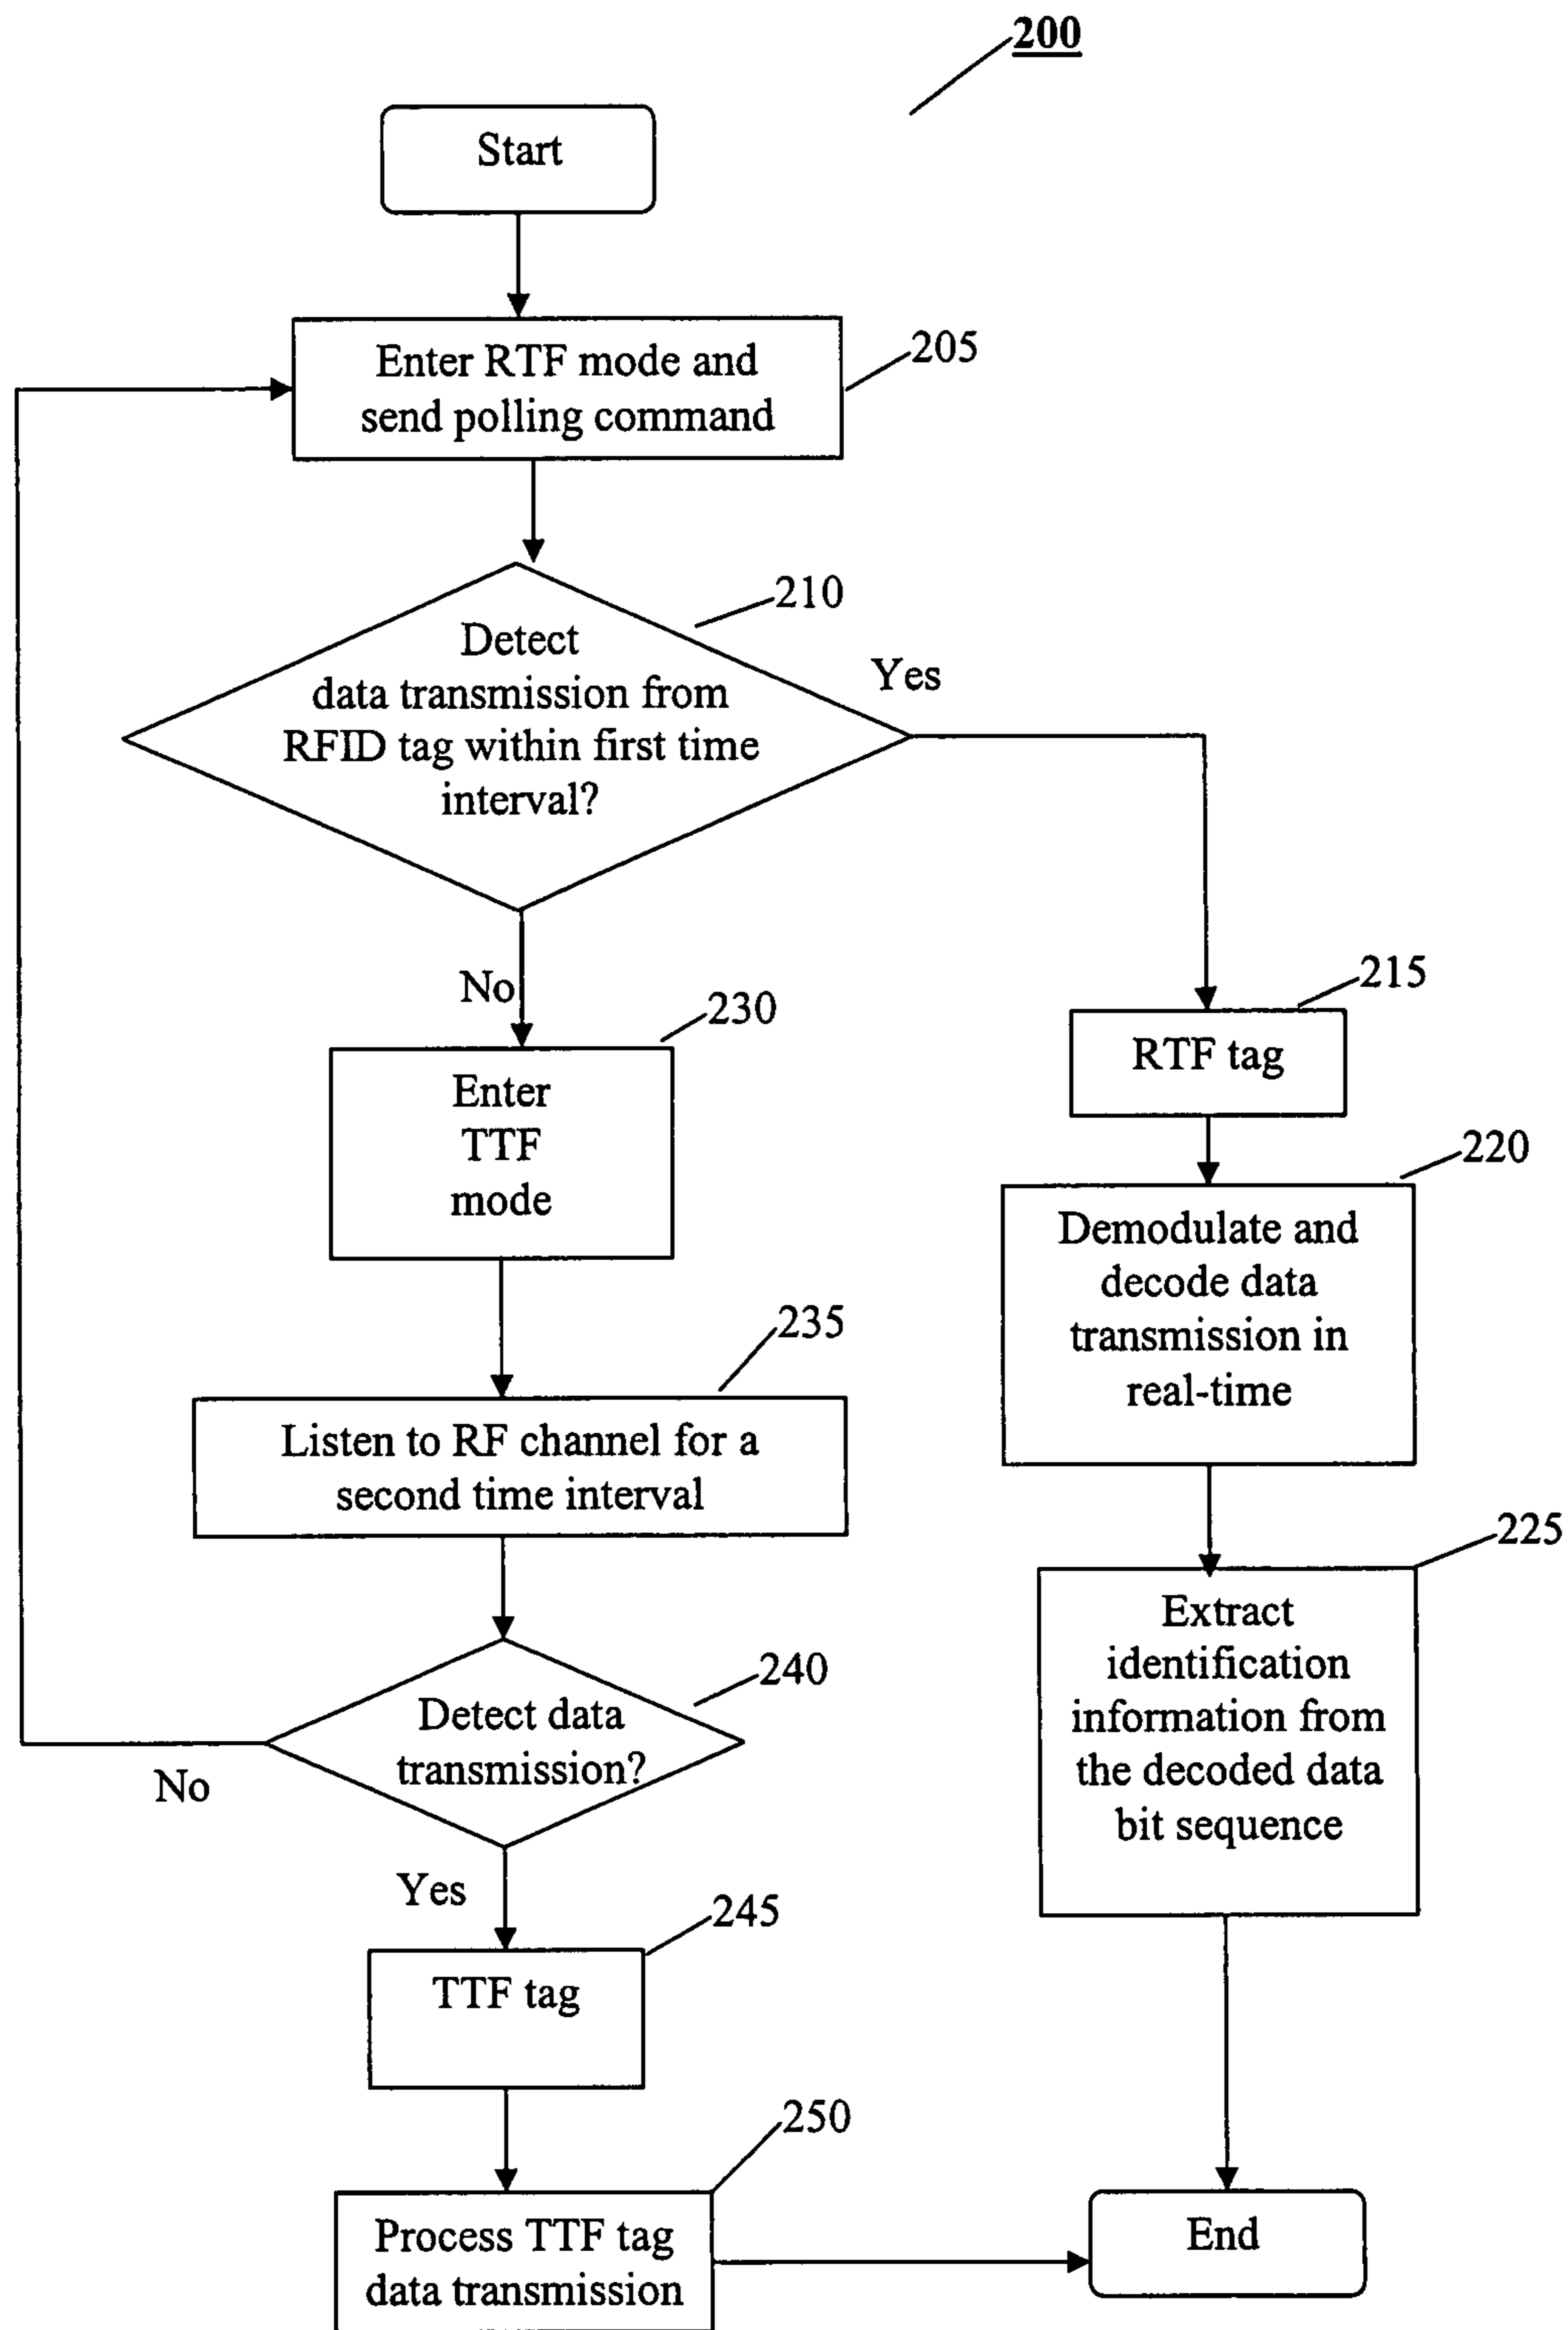 200
Start
Enter RTF mode and
send polling command
205
210
Detect
data transmission from
RFID tag within first time
interval?
Yes
No
215
RTF tag
230
Enter
TTF
mode
220
Demodulate and
decode data
transmission in
real-time
235
Listen to RF channel for a
second time interval
225
Extract
identification
information from
the decoded data
bit sequence
240
Detect data
transmission?
No
Yes
245
TTF tag
250
Process TTF tag
data transmission
End